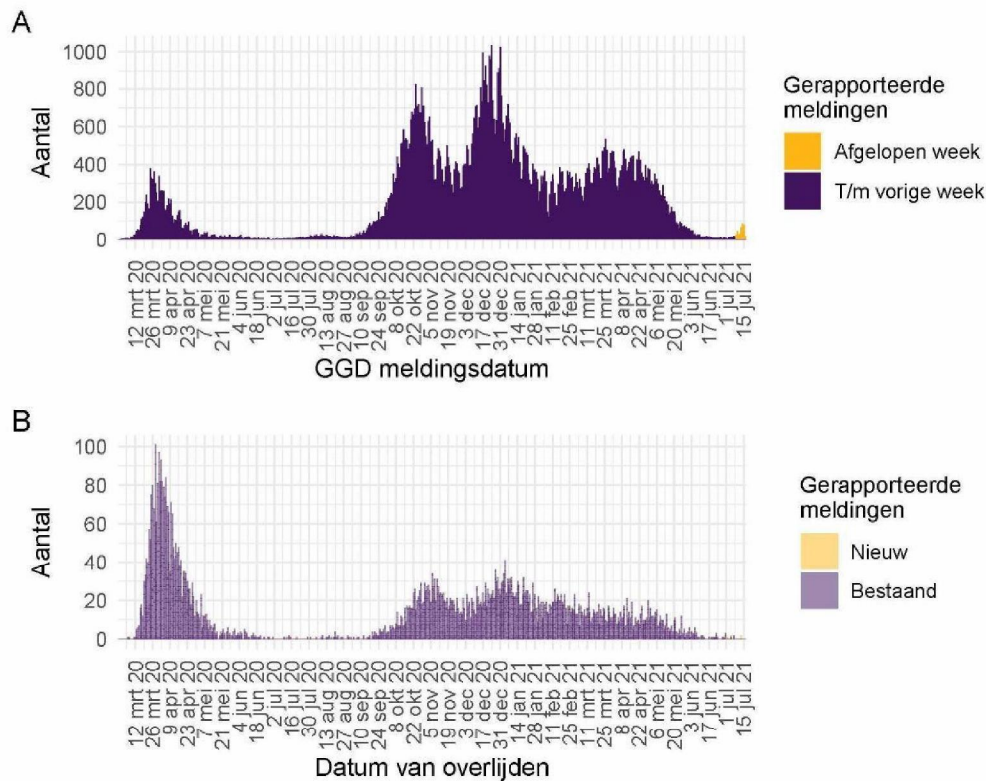 A
1000
800
600
400
200
0
Aantal
12 mrt 20
26 mrt 20
9 apr 20
23 apr 20
7 mei 20
21 mei 20
4 jun 20
18 jun 20
2 jul 20
16 jul 20
30 jul 20
13 aug 20
27 aug 20
10 sep 20
24 sep 20
8 okt 20
22 okt 20
5 nov 20
19 nov 20
3 dec 20
17 dec 20
31 dec 20
14 jan 21
28 jan 21
11 feb 21
25 feb 21
11 mrt 21
25 mrt 21
8 apr 21
22 apr 21
6 mei 21
20 mei 21
3 jun 21
17 jun 21
1 jul 21
15 jul 21
GGD meldingsdatum
Gerapporteerde
meldingen
Afgelopen week
T/m vorige week
B
100
80
60
40
20
0
Aantal
12 mrt 20
26 mrt 20
9 apr 20
23 apr 20
7 mei 20
21 mei 20
4 jun 20
18 jun 20
2 jul 20
16 jul 20
30 jul 20
13 aug 20
27 aug 20
10 sep 20
24 sep 20
8 okt 20
22 okt 20
5 nov 20
19 nov 20
3 dec 20
17 dec 20
31 dec 20
14 jan 21
28 jan 21
11 feb 21
25 feb 21
11 mrt 21
25 mrt 21
8 apr 21
22 apr 21
6 mei 21
20 mei 21
3 jun 21
17 jun 21
1 jul 21
15 jul 21
Datum van overlijden
Gerapporteerde
meldingen
Nieuw
Bestaand